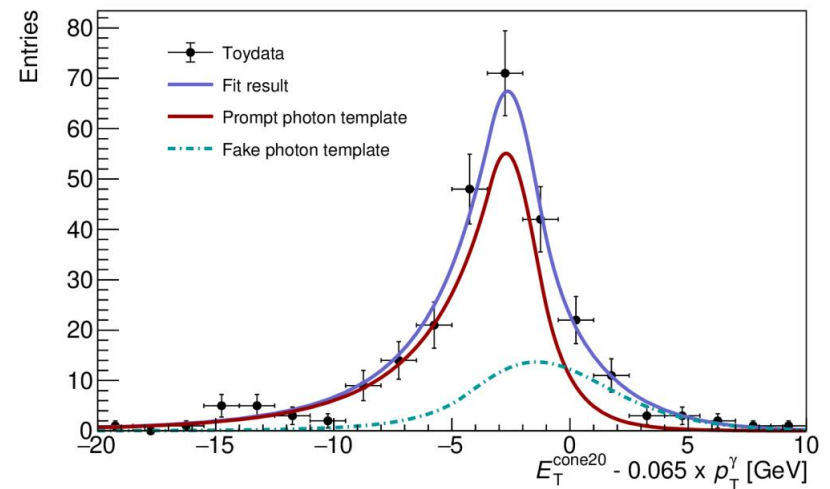 Entries
80
70
60
50
40
30
20
10
0
Toydata
Fit result
Prompt photon template
Fake photon template
−20 −15 −10 −5 0 5 10
E_T^cone20 - 0.065 x p_T^γ [GeV]